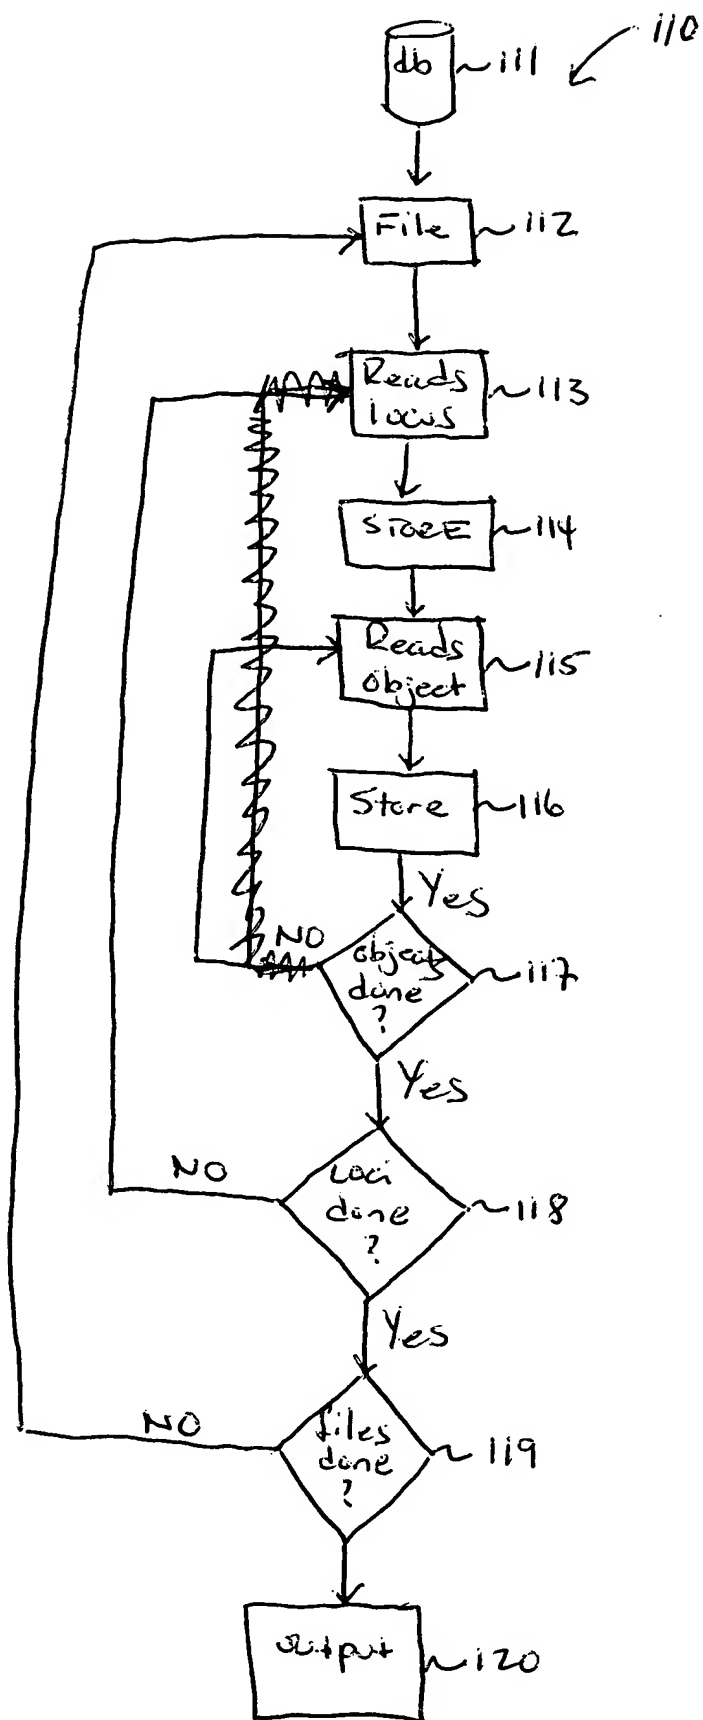 110
db 111
File 112
Reads
locus
113
STORE 114
Reads
object
115
Store 116
Yes
NO
objects
done
?
117
Yes
NO
Loci
done
?
118
Yes
NO
files
done
?
119
output 120